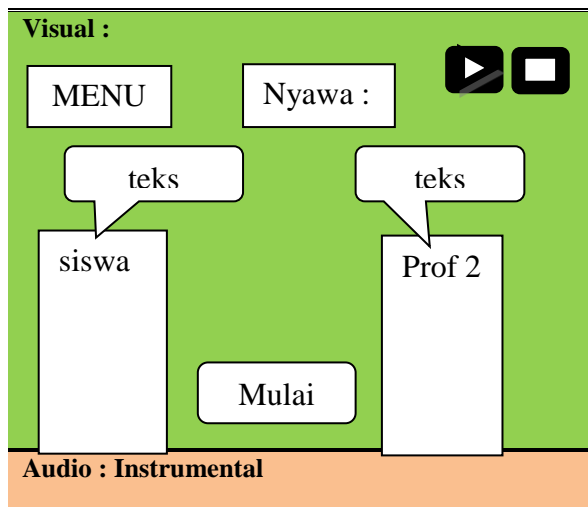 Visual :
MENU
Nyawa :
teks
teks
siswa
Prof 2
Mulai
Audio : Instrumental